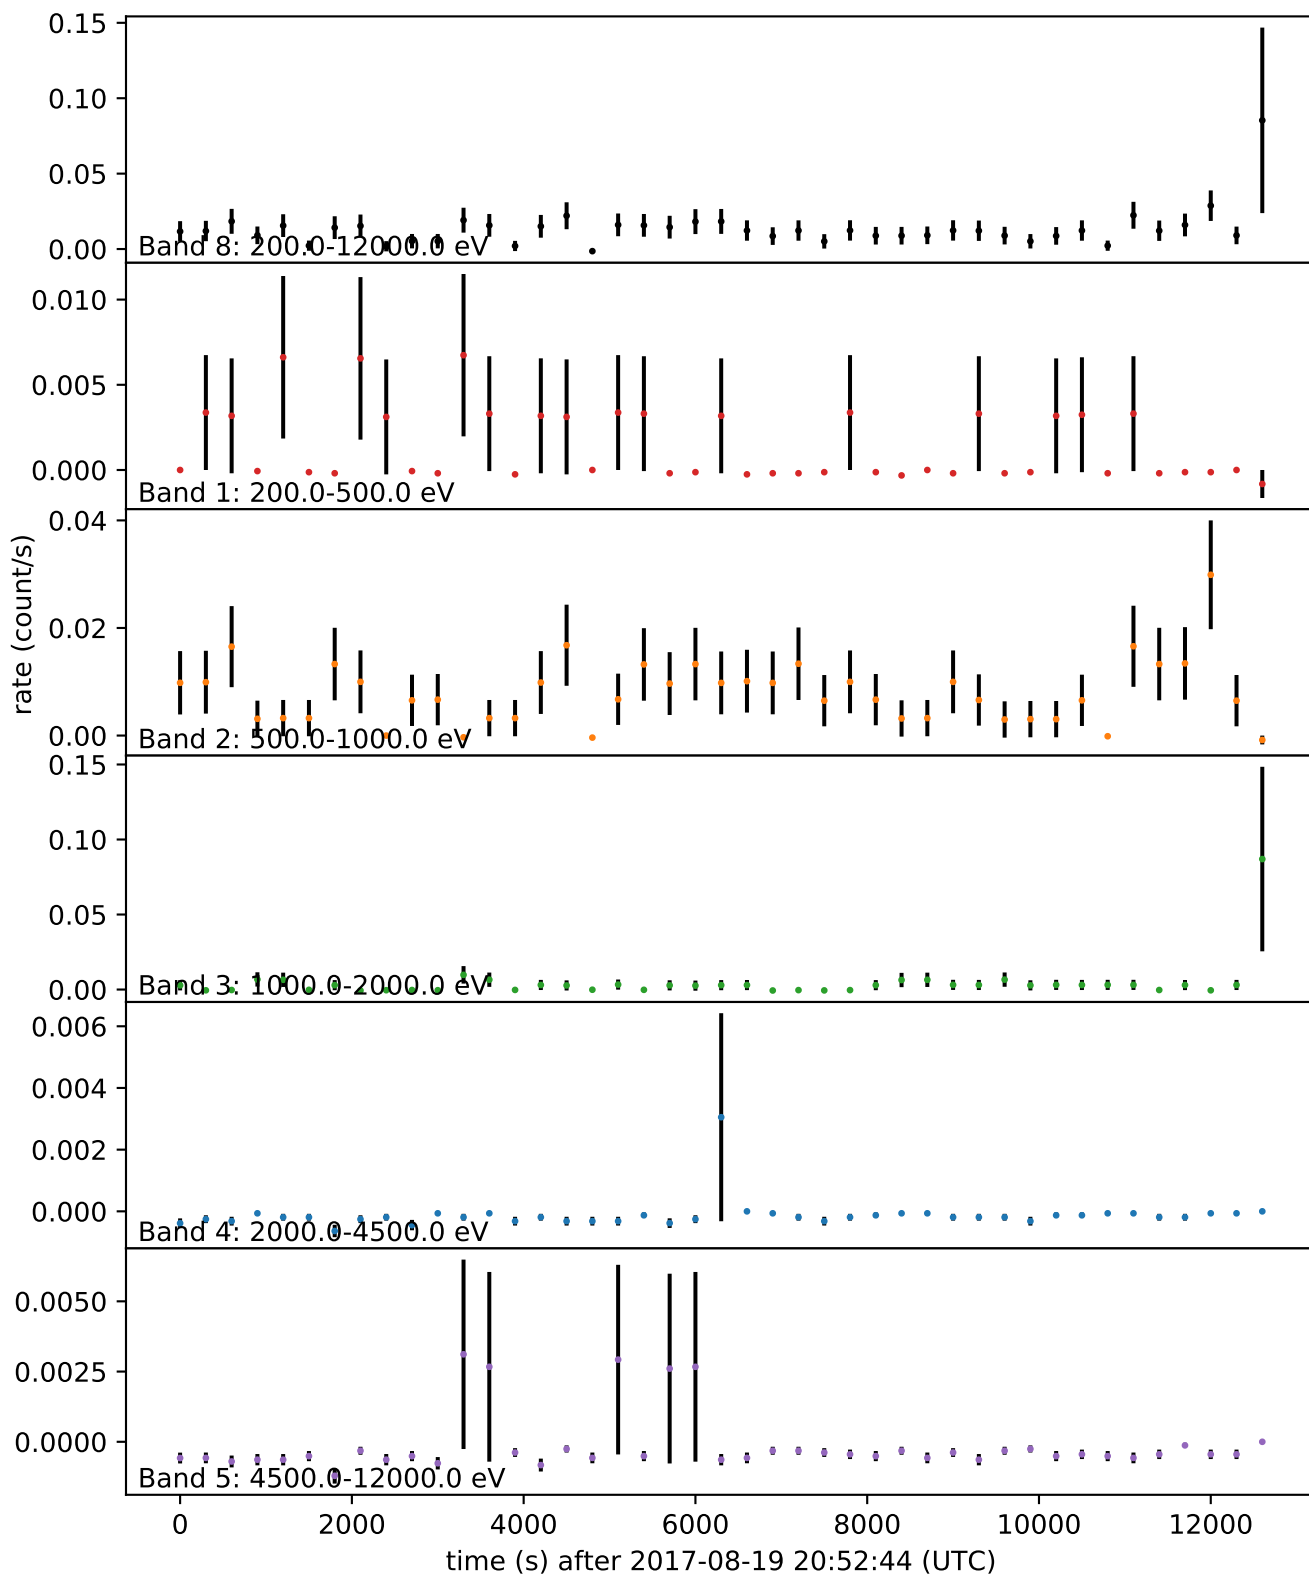 0.15
0.10
0.05
0.00
Band 8: 200.0-12000.0 eV
0.010
0.005
0.000
Band 1: 200.0-500.0 eV
0.04
0.02
0.00
Band 2: 500.0-1000.0 eV
rate (count/s)
0.15
0.10
0.05
0.00
Band 3: 1000.0-2000.0 eV
0.006
0.004
0.002
0.000
Band 4: 2000.0-4500.0 eV
0.0050
0.0025
0.0000
Band 5: 4500.0-12000.0 eV
0 2000 4000 6000 8000 10000 12000
time (s) after 2017-08-19 20:52:44 (UTC)